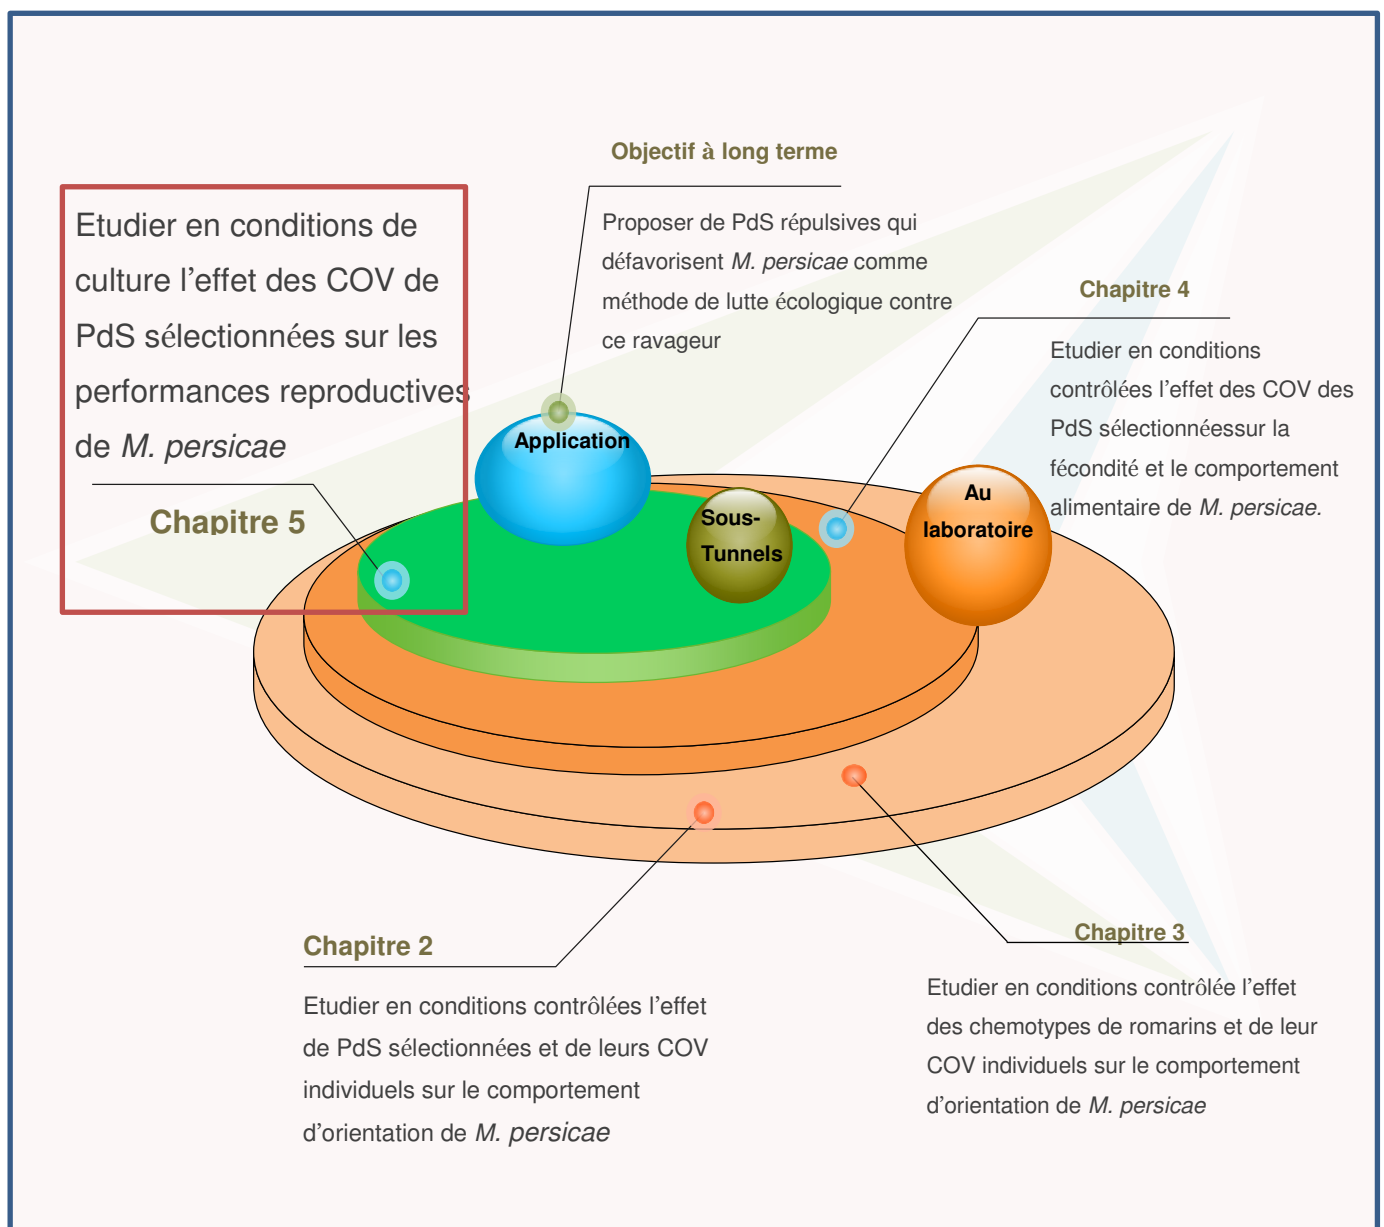 Objectif à long terme
Proposer de PdS répulsives qui
défavorisent M. persicae comme
méthode de lutte écologique contre
ce ravageur
Etudier en conditions de
culture l’effet des COV de
PdS sélectionnées sur les
performances reproductives
de M. persicae
Chapitre 5
Chapitre 4
Etudier en conditions
contrôlées l’effet des COV des
PdS sélectionnéessur la
fécondité et le comportement
alimentaire de M. persicae.
Application
Sous-
Tunnels
Au
laboratoire
Chapitre 2
Etudier en conditions contrôlées l’effet
de PdS sélectionnées et de leurs COV
individuels sur le comportement
d’orientation de M. persicae
Chapitre 3
Etudier en conditions contrôlée l’effet
des chemotypes de romarins et de leur
COV individuels sur le comportement
d’orientation de M. persicae